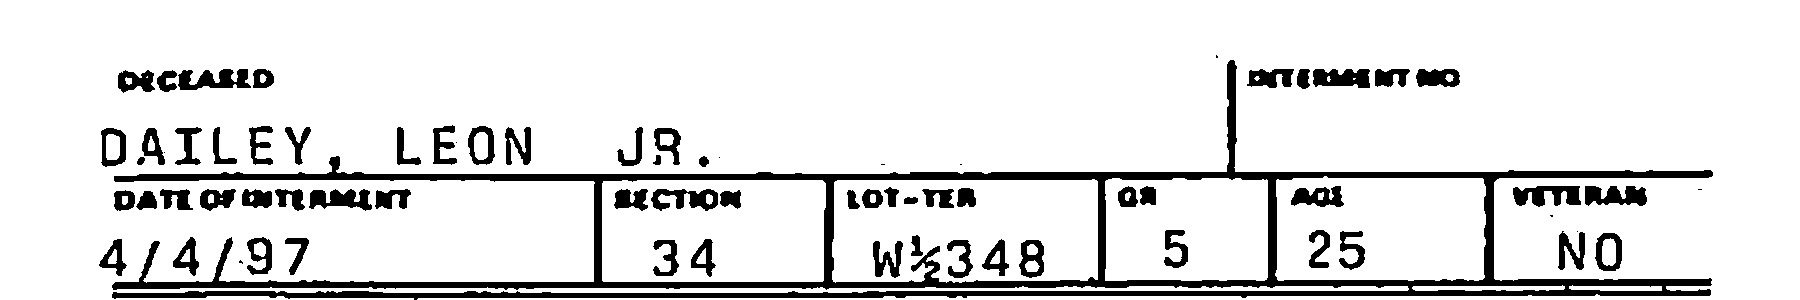 DECEASED INTERMENT NO
DAILEY, LEON JR.
DATE OF INTERMENT SECTION LOT-TER GR AGE VETERAN
4/4/97 34 W½348 5 25 NO